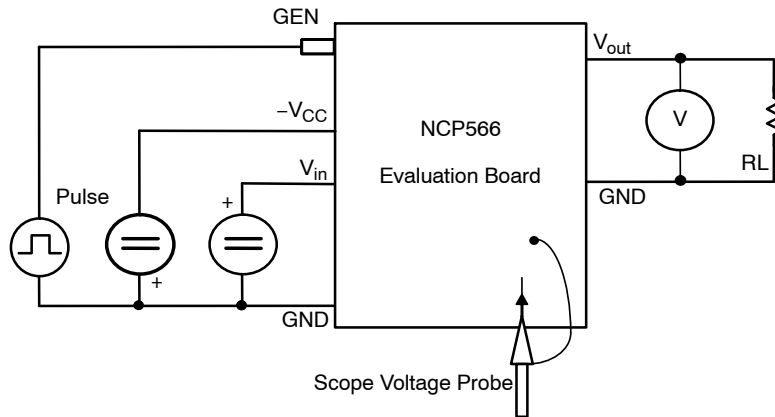 GEN
V_out
−V_CC
NCP566
V
V_in
Evaluation Board
RL
Pulse
+
GND
+
GND
Scope Voltage Probe